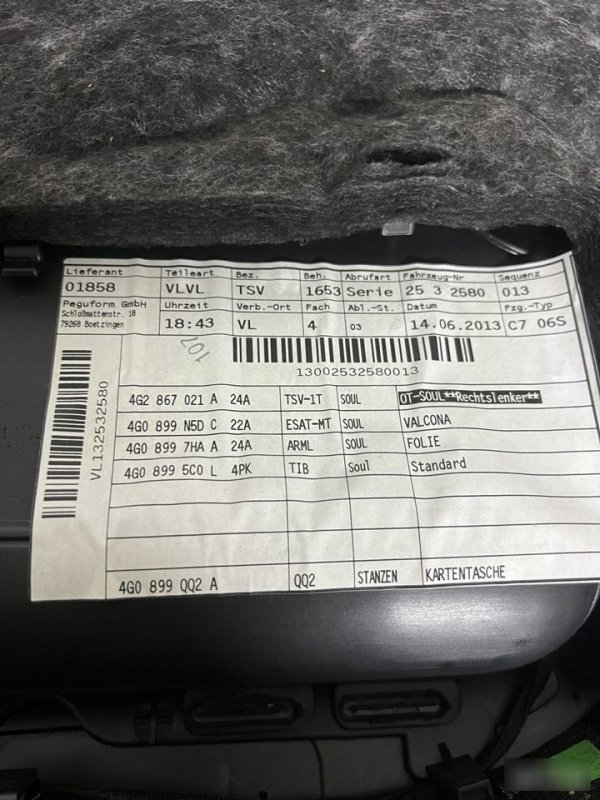 Lieferant Teileart Bez. Beh. Abrufart Fahrzeug-Nr Sequenz
01858 VLVL TSV 1653 Serie 25 3 2580 013
Peguform GmbH Uhrzeit Verb.-Ort Fach Abl.-St. Datum Fzg.-Typ
Schloßmattenstr. 18
79268 Boetzingen 18:43 VL 4 03 14.06.2013 C7 06S
107
13002532580013
VL132532580
4G2 867 021 A 24A TSV-1T SOUL OT-SOUL**Rechtslenker**
4G0 899 N5D C 22A ESAT-MT SOUL VALCONA
4G0 899 7HA A 24A ARML SOUL FOLIE
4G0 899 5C0 L 4PK TIB Soul Standard
4G0 899 QQ2 A QQ2 STANZEN KARTENTASCHE